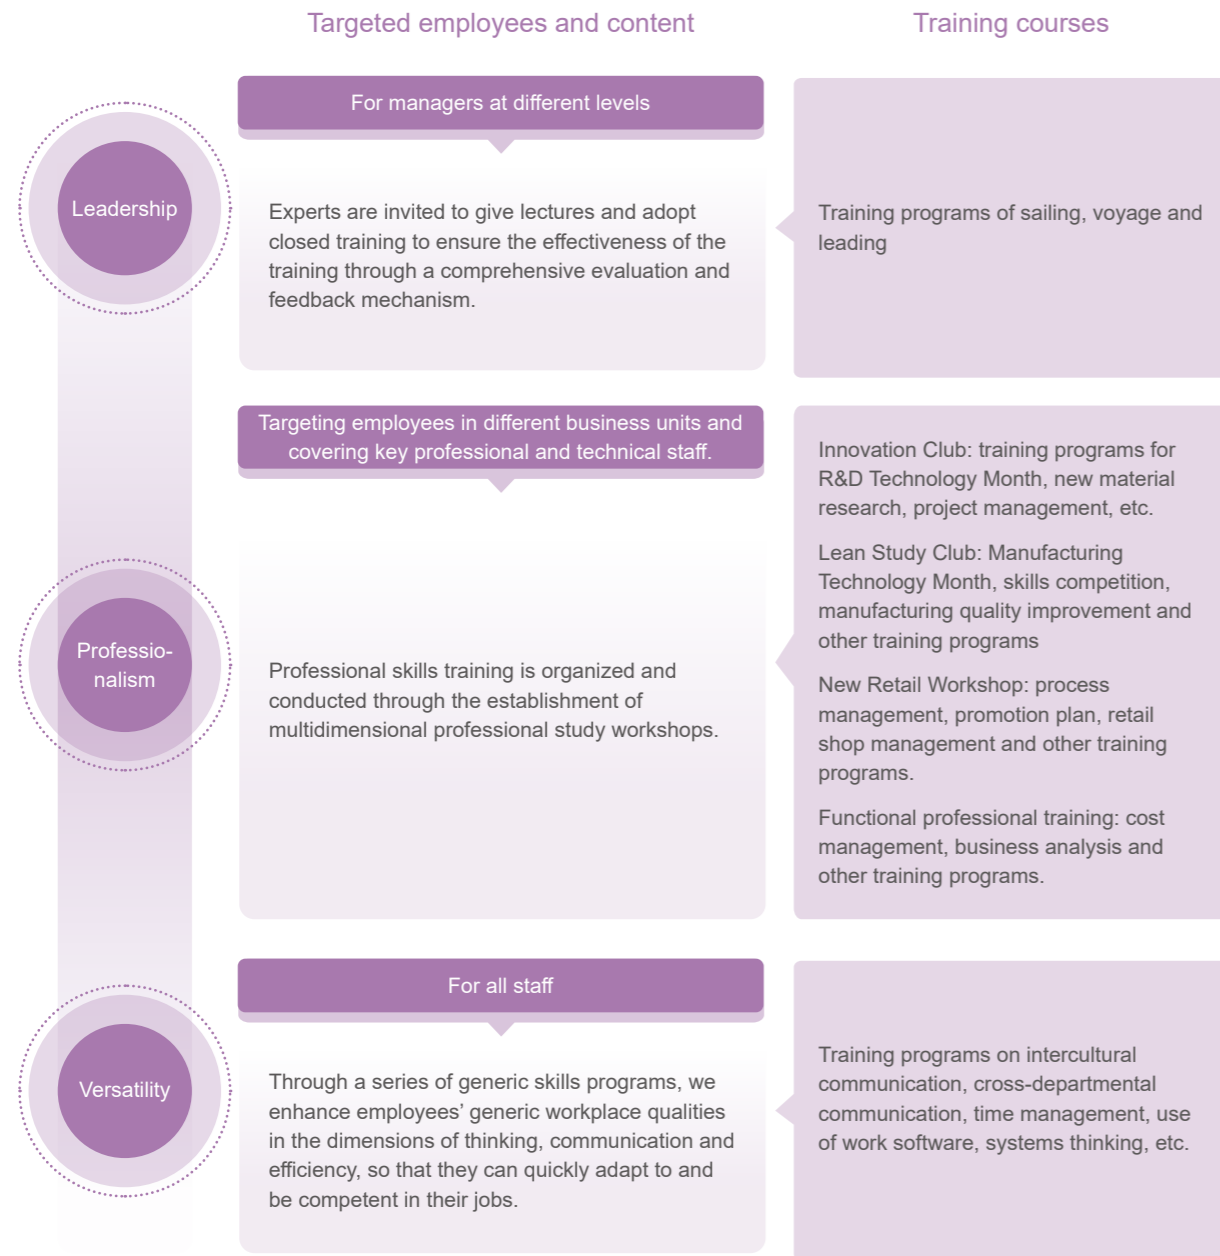 Targeted employees and content
Training courses
Leadership
For managers at different levels
Experts are invited to give lectures and adopt
closed training to ensure the effectiveness of the
training through a comprehensive evaluation and
feedback mechanism.
Training programs of sailing, voyage and
leading
Professio-
nalism
Targeting employees in different business units and
covering key professional and technical staff.
Professional skills training is organized and
conducted through the establishment of
multidimensional professional study workshops.
Innovation Club: training programs for
R&D Technology Month, new material
research, project management, etc.
Lean Study Club: Manufacturing
Technology Month, skills competition,
manufacturing quality improvement and
other training programs
New Retail Workshop: process
management, promotion plan, retail
shop management and other training
programs.
Functional professional training: cost
management, business analysis and
other training programs.
Versatility
For all staff
Through a series of generic skills programs, we
enhance employees’ generic workplace qualities
in the dimensions of thinking, communication and
efficiency, so that they can quickly adapt to and
be competent in their jobs.
Training programs on intercultural
communication, cross-departmental
communication, time management, use
of work software, systems thinking, etc.